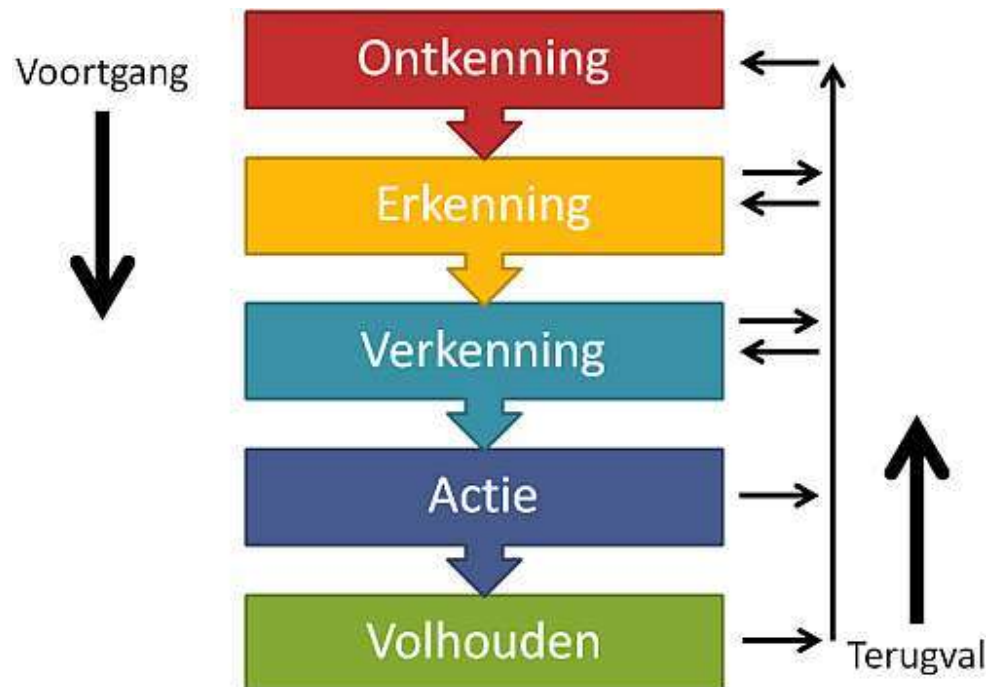 Voortgang
Ontkenning
Erkenning
Verkenning
Actie
Volhouden
Terugval